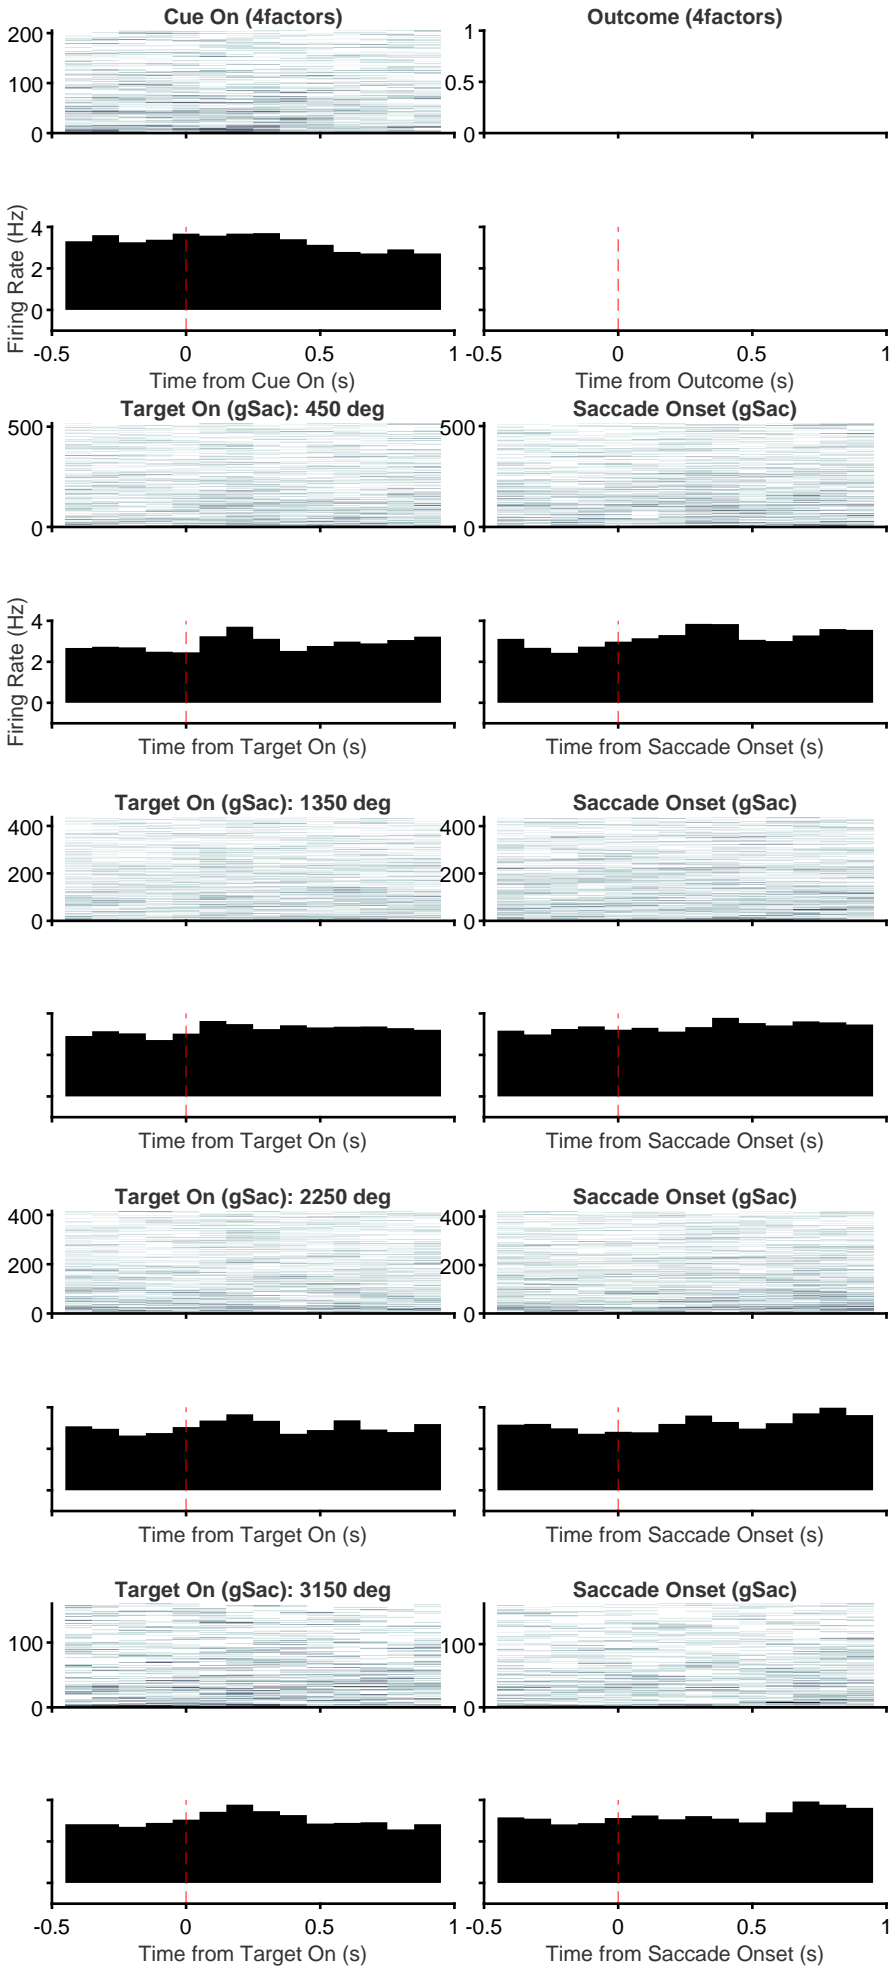 Cue On (4factors) Outcome (4factors)
200 1
100 0.5
0 0
Firing Rate (Hz)
4
2
0
-0.5 0 0.5 1 -0.5 0 0.5 1
Time from Cue On (s) Time from Outcome (s)
Target On (gSac): 450 deg Saccade Onset (gSac)
500 500
0 0
Firing Rate (Hz)
4
2
0
Time from Target On (s) Time from Saccade Onset (s)
Target On (gSac): 1350 deg Saccade Onset (gSac)
400 400
200 200
0 0
Time from Target On (s) Time from Saccade Onset (s)
Target On (gSac): 2250 deg Saccade Onset (gSac)
400 400
200 200
0 0
Time from Target On (s) Time from Saccade Onset (s)
Target On (gSac): 3150 deg Saccade Onset (gSac)
100 100
0 0
-0.5 0 0.5 1 -0.5 0 0.5 1
Time from Target On (s) Time from Saccade Onset (s)